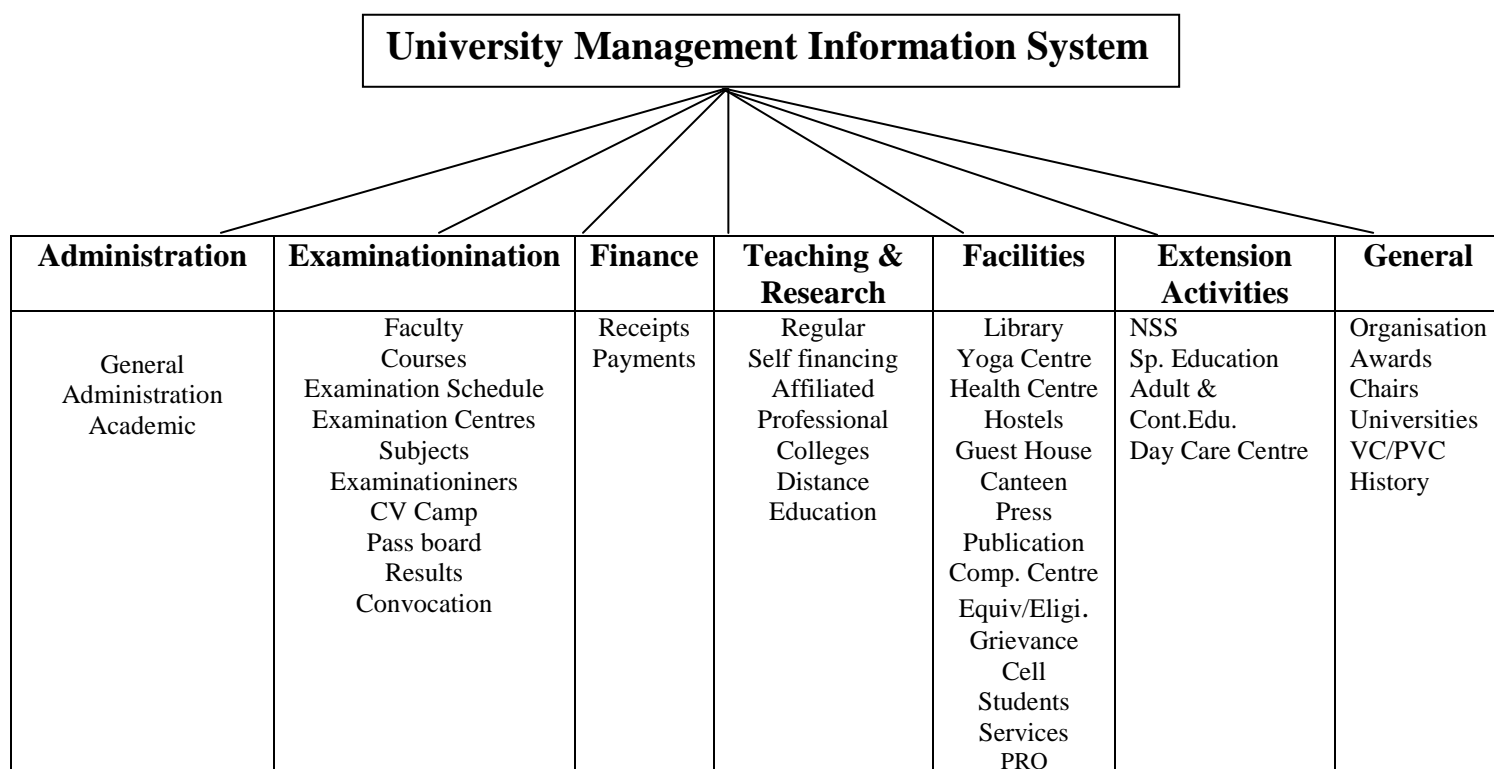 University Management Information System
Administration
Examinationination
Finance
Teaching &
Research
Facilities
Extension
Activities
General
General
Administration
Academic
Faculty
Courses
Examination Schedule
Examination Centres
Subjects
Examinationiners
CV Camp
Pass board
Results
Convocation
Receipts
Payments
Regular
Self financing
Affiliated
Professional
Colleges
Distance
Education
Library
Yoga Centre
Health Centre
Hostels
Guest House
Canteen
Press
Publication
Comp. Centre
Equiv/Eligi.
Grievance
Cell
Students
Services
PRO
NSS
Sp. Education
Adult &
Cont.Edu.
Day Care Centre
Organisation
Awards
Chairs
Universities
VC/PVC
History